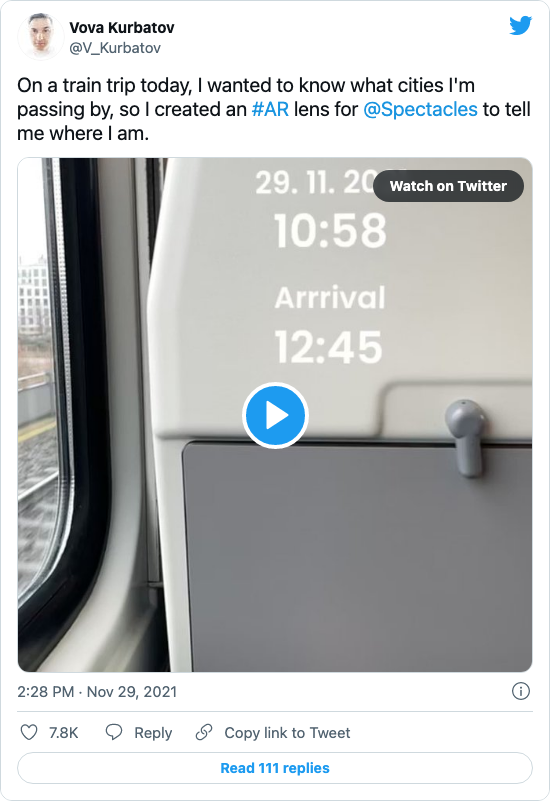 Vova Kurbatov
@V_Kurbatov
On a train trip today, I wanted to know what cities I'm
passing by, so I created an #AR lens for @Spectacles to tell
me where I am.
29. 11. 20
Watch on Twitter
10:58
Arrrival
12:45
2:28 PM · Nov 29, 2021
7.8K
Reply
Copy link to Tweet
Read 111 replies